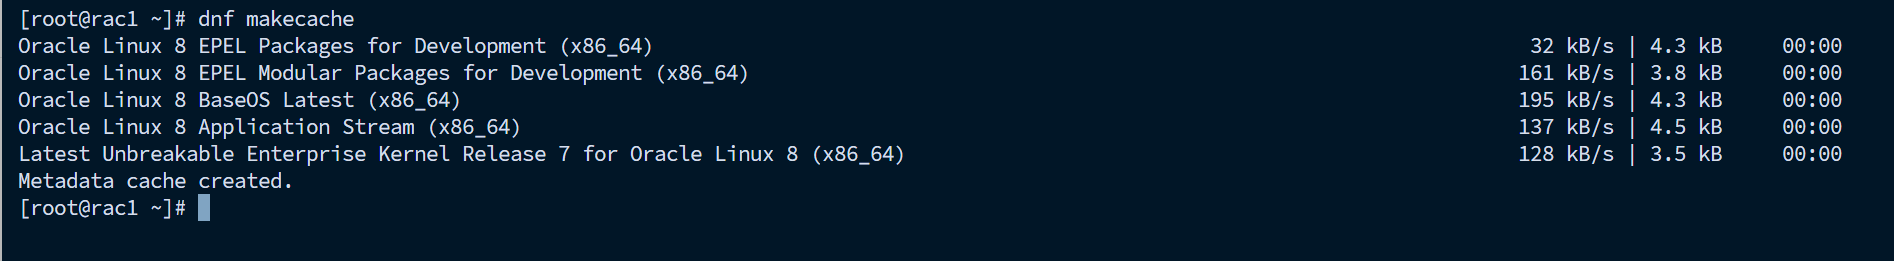 [root@rac1 ~]# dnf makecache
Oracle Linux 8 EPEL Packages for Development (x86_64) 32 kB/s | 4.3 kB 00:00
Oracle Linux 8 EPEL Modular Packages for Development (x86_64) 161 kB/s | 3.8 kB 00:00
Oracle Linux 8 BaseOS Latest (x86_64) 195 kB/s | 4.3 kB 00:00
Oracle Linux 8 Application Stream (x86_64) 137 kB/s | 4.5 kB 00:00
Latest Unbreakable Enterprise Kernel Release 7 for Oracle Linux 8 (x86_64) 128 kB/s | 3.5 kB 00:00
Metadata cache created.
[root@rac1 ~]#